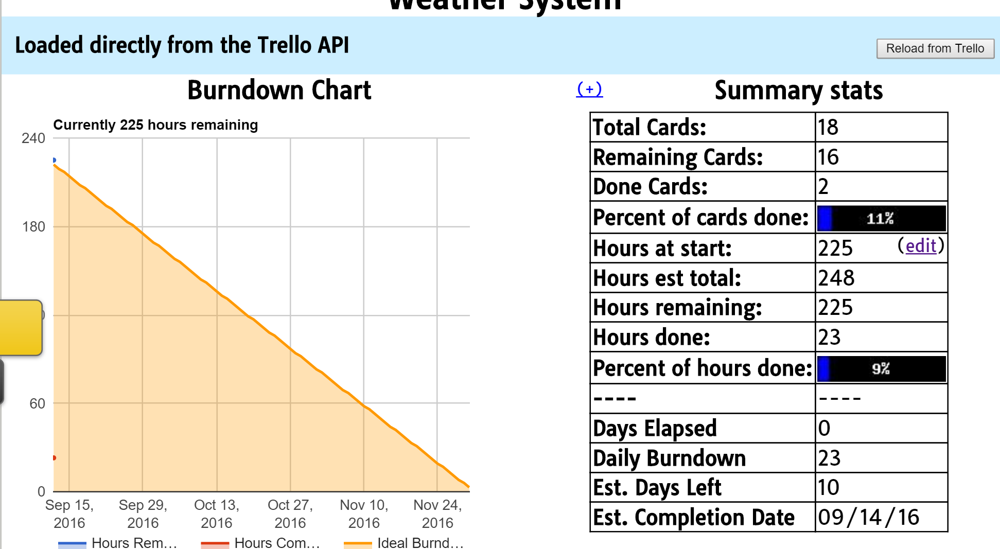 Weather System
Loaded directly from the Trello API
Reload from Trello
Burndown Chart
Currently 225 hours remaining
240
180
60
0
Sep 15, 2016
Sep 29, 2016
Oct 13, 2016
Oct 27, 2016
Nov 10, 2016
Nov 24, 2016
Hours Rem...
Hours Com...
Ideal Burnd...
(+)
Summary stats
Total Cards: 18
Remaining Cards: 16
Done Cards: 2
Percent of cards done: 11%
Hours at start: 225 (edit)
Hours est total: 248
Hours remaining: 225
Hours done: 23
Percent of hours done: 9%
---- ----
Days Elapsed 0
Daily Burndown 23
Est. Days Left 10
Est. Completion Date 09/14/16